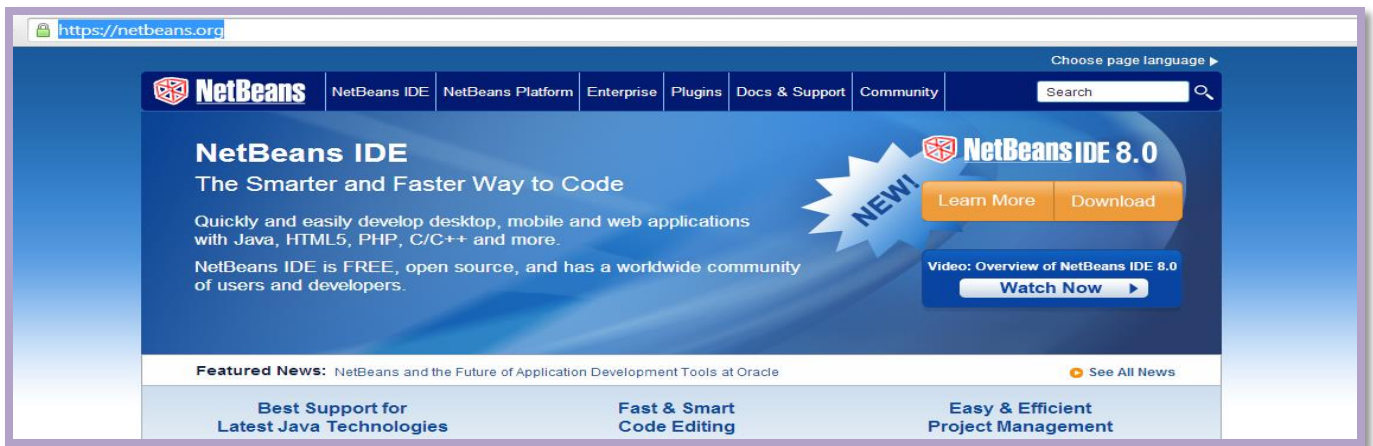 https://netbeans.org
Choose page language
NetBeans
NetBeans IDE
NetBeans Platform
Enterprise
Plugins
Docs & Support
Community
Search
NetBeans IDE
The Smarter and Faster Way to Code
Quickly and easily develop desktop, mobile and web applications
with Java, HTML5, PHP, C/C++ and more.
NetBeans IDE is FREE, open source, and has a worldwide community
of users and developers.
NEW!
NetBeans IDE 8.0
Learn More
Download
Video: Overview of NetBeans IDE 8.0
Watch Now
Featured News: NetBeans and the Future of Application Development Tools at Oracle
See All News
Best Support for
Latest Java Technologies
Fast & Smart
Code Editing
Easy & Efficient
Project Management